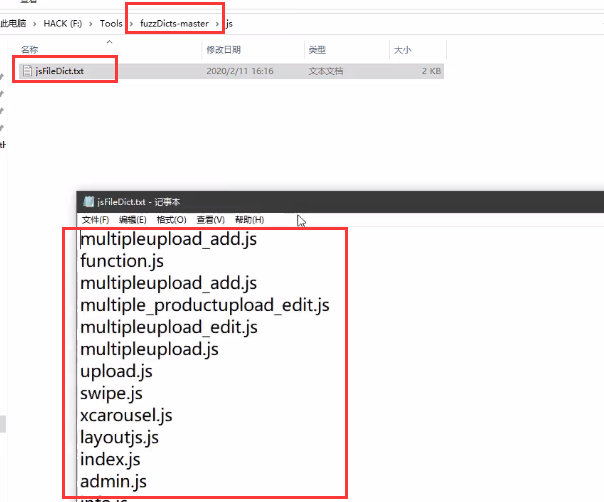 此电脑 › HACK (F:) › Tools › fuzzDicts-master › js
名称 修改日期 类型 大小
jsFileDict.txt 2020/2/11 16:16 文本文档 2 KB
jsFileDict.txt - 记事本
文件(F) 编辑(E) 格式(O) 查看(V) 帮助(H)
multipleupload_add.js
function.js
multipleupload_add.js
multiple_productupload_edit.js
multipleupload_edit.js
multipleupload.js
upload.js
swipe.js
xcarousel.js
layoutjs.js
index.js
admin.js